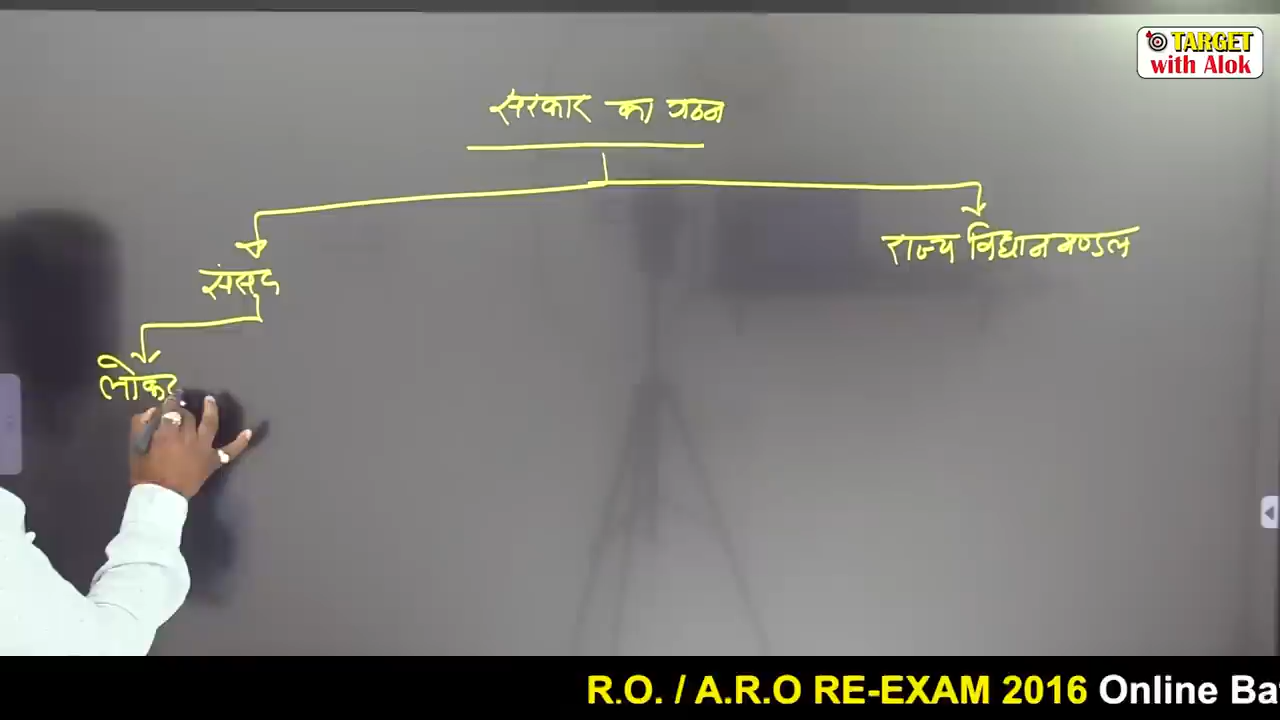 TARGET
with Alok
सरकार का गठन
राज्य विधानमण्डल
संसद
लोक
R.O. / A.R.O RE-EXAM 2016 Online Ba